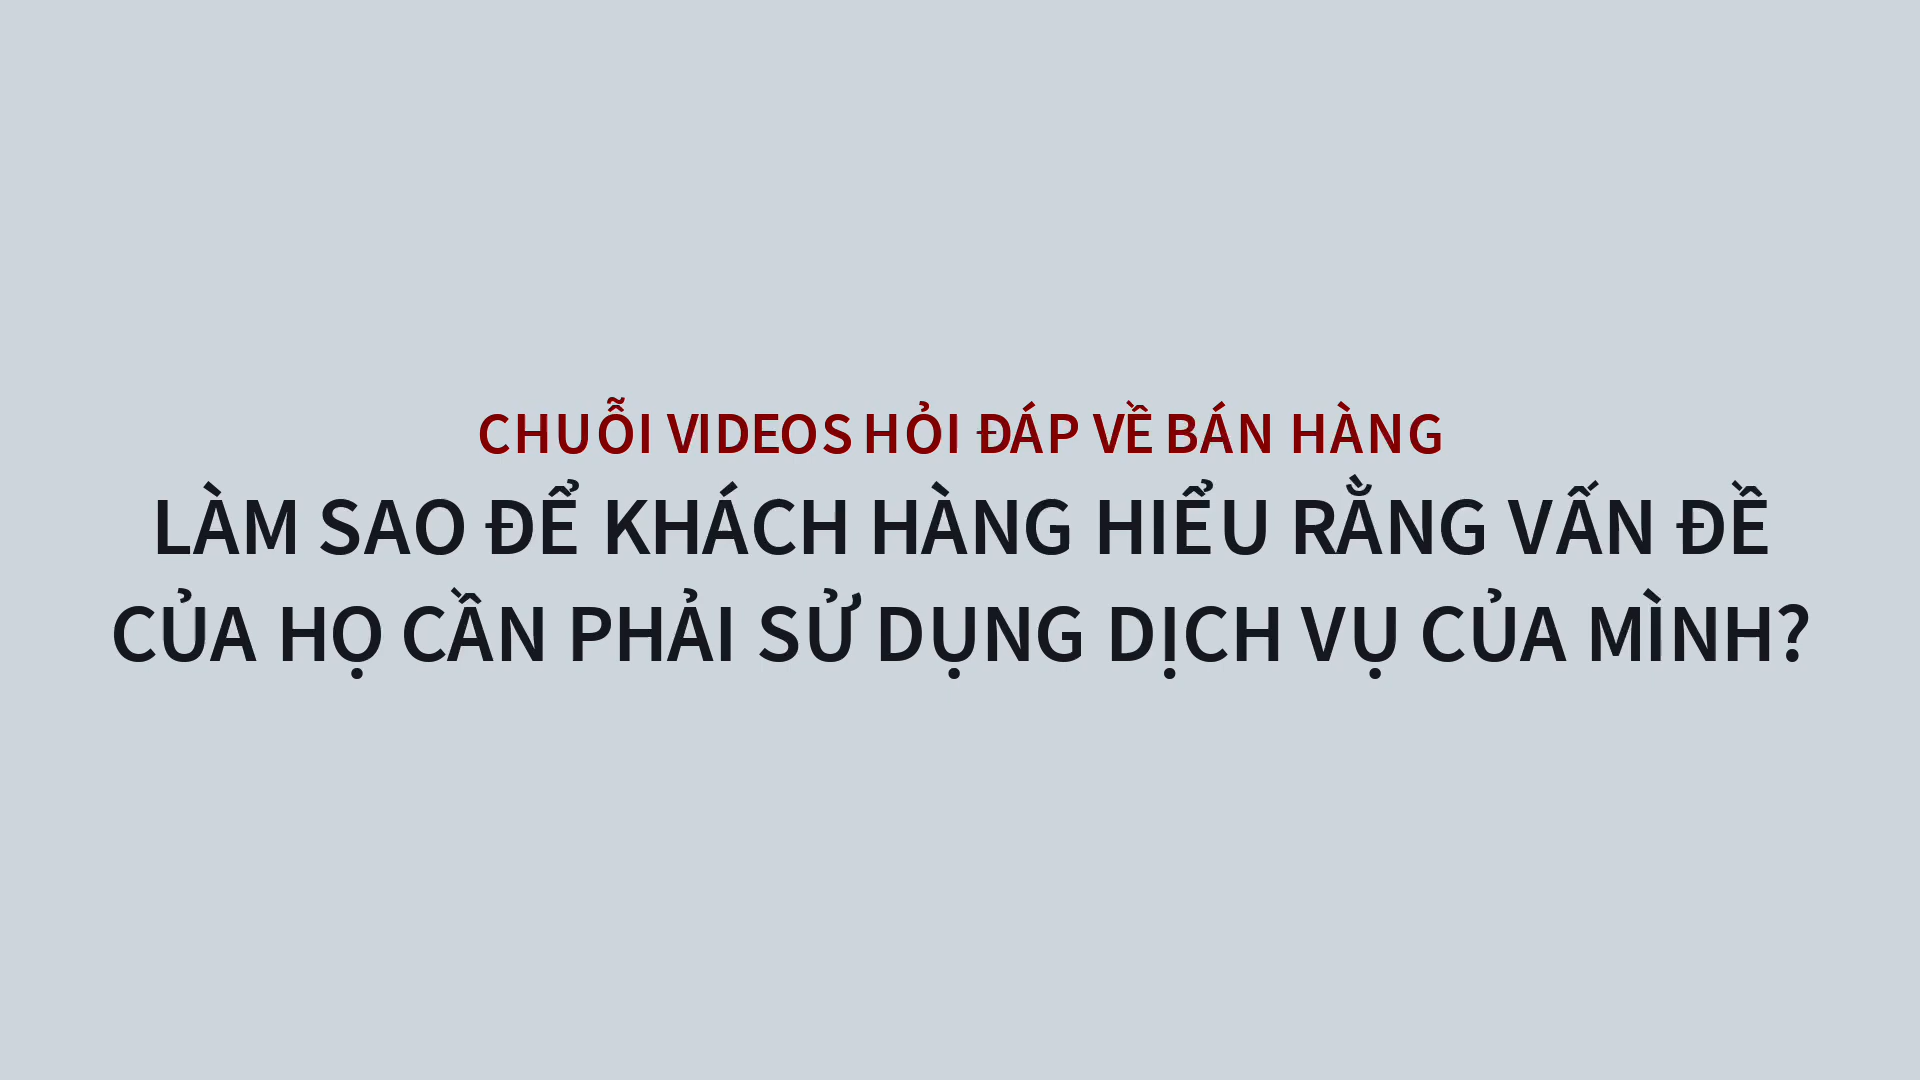 CHUỖI VIDEOS HỎI ĐÁP VỀ BÁN HÀNG
LÀM SAO ĐỂ KHÁCH HÀNG HIỂU RẰNG VẤN ĐỀ
CỦA HỌ CẦN PHẢI SỬ DỤNG DỊCH VỤ CỦA MÌNH?